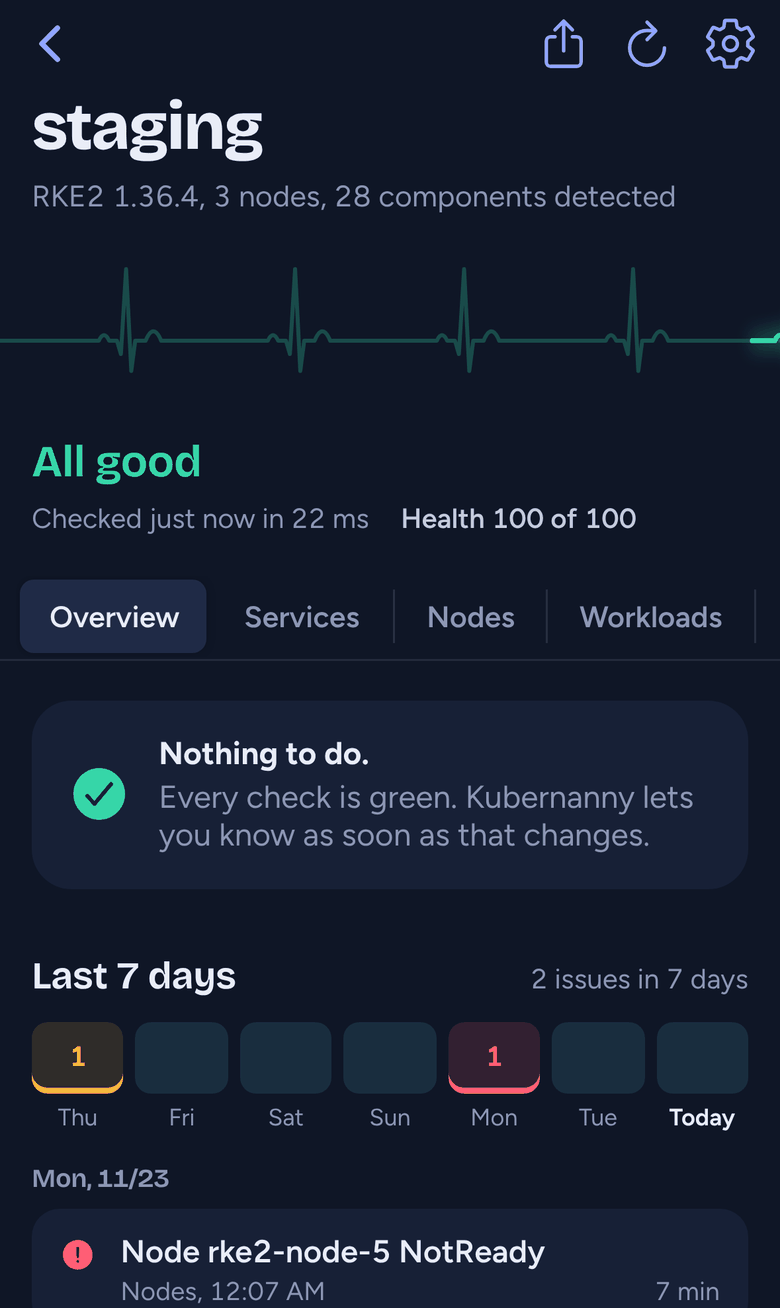 staging
RKE2 1.36.4, 3 nodes, 28 components detected
All good
Checked just now in 22 ms Health 100 of 100
Overview Services Nodes Workloads
Nothing to do.
Every check is green. Kubernanny lets
you know as soon as that changes.
Last 7 days 2 issues in 7 days
1 1
Thu Fri Sat Sun Mon Tue Today
Mon, 11/23
Node rke2-node-5 NotReady
Nodes, 12:07 AM 7 min